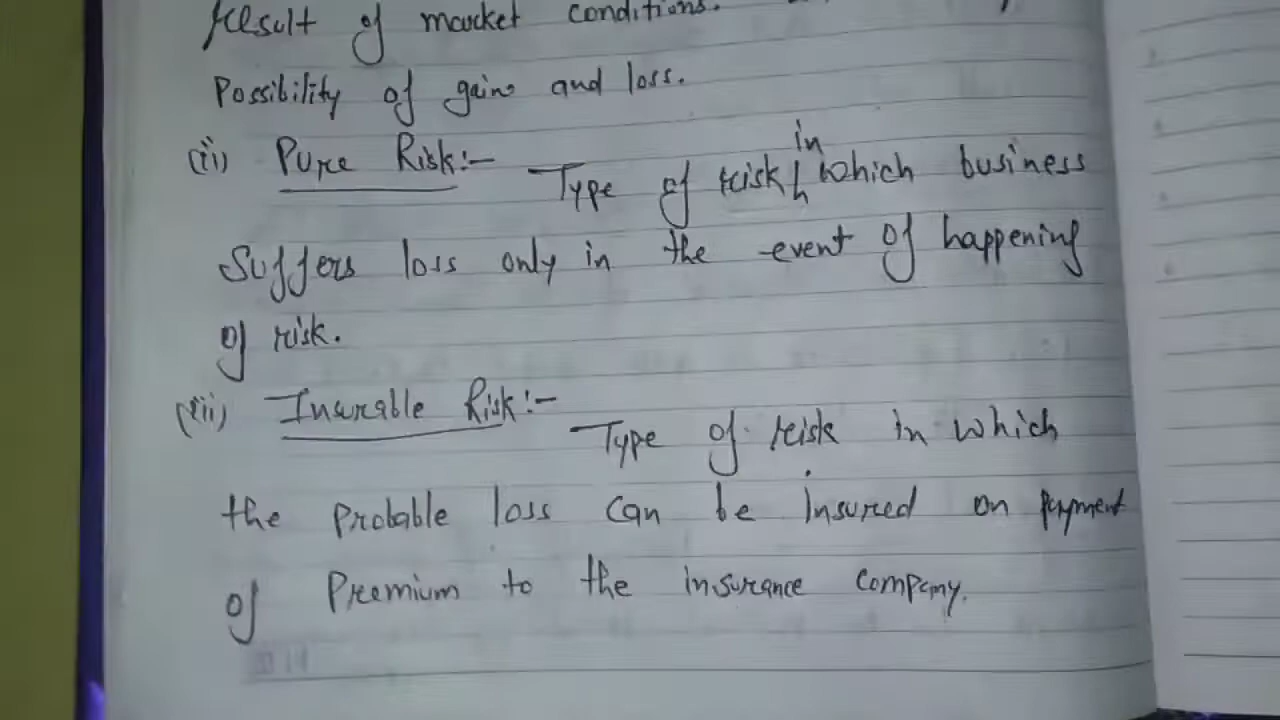 Result of market conditions.
Possibility of gain and loss.
(ii) Pure Risk:- Type of risk in which business
Suffers loss only in the event of happening
of risk.
(iii) Insurable Risk:- Type of risk in which
the probable loss can be insured on payment
of Premium to the insurance Company.